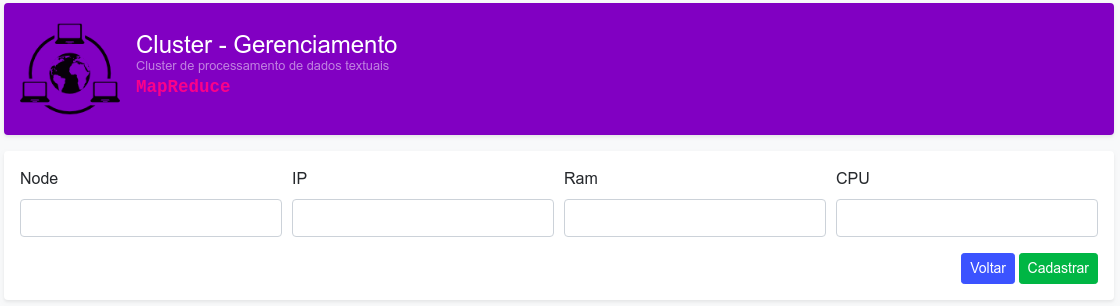 Cluster - Gerenciamento
Cluster de processamento de dados textuais
MapReduce
Node IP Ram CPU
Voltar Cadastrar